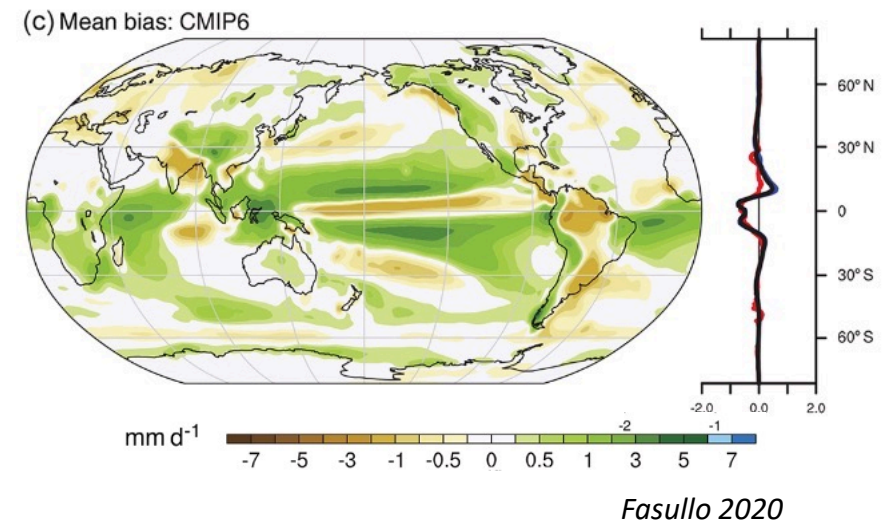 (c) Mean bias: CMIP6
60° N
30° N
0
30° S
60° S
-2.0 0.0 2.0
-2 -1
mm d-1
-7 -5 -3 -1 -0.5 0 0.5 1 3 5 7
Fasullo 2020